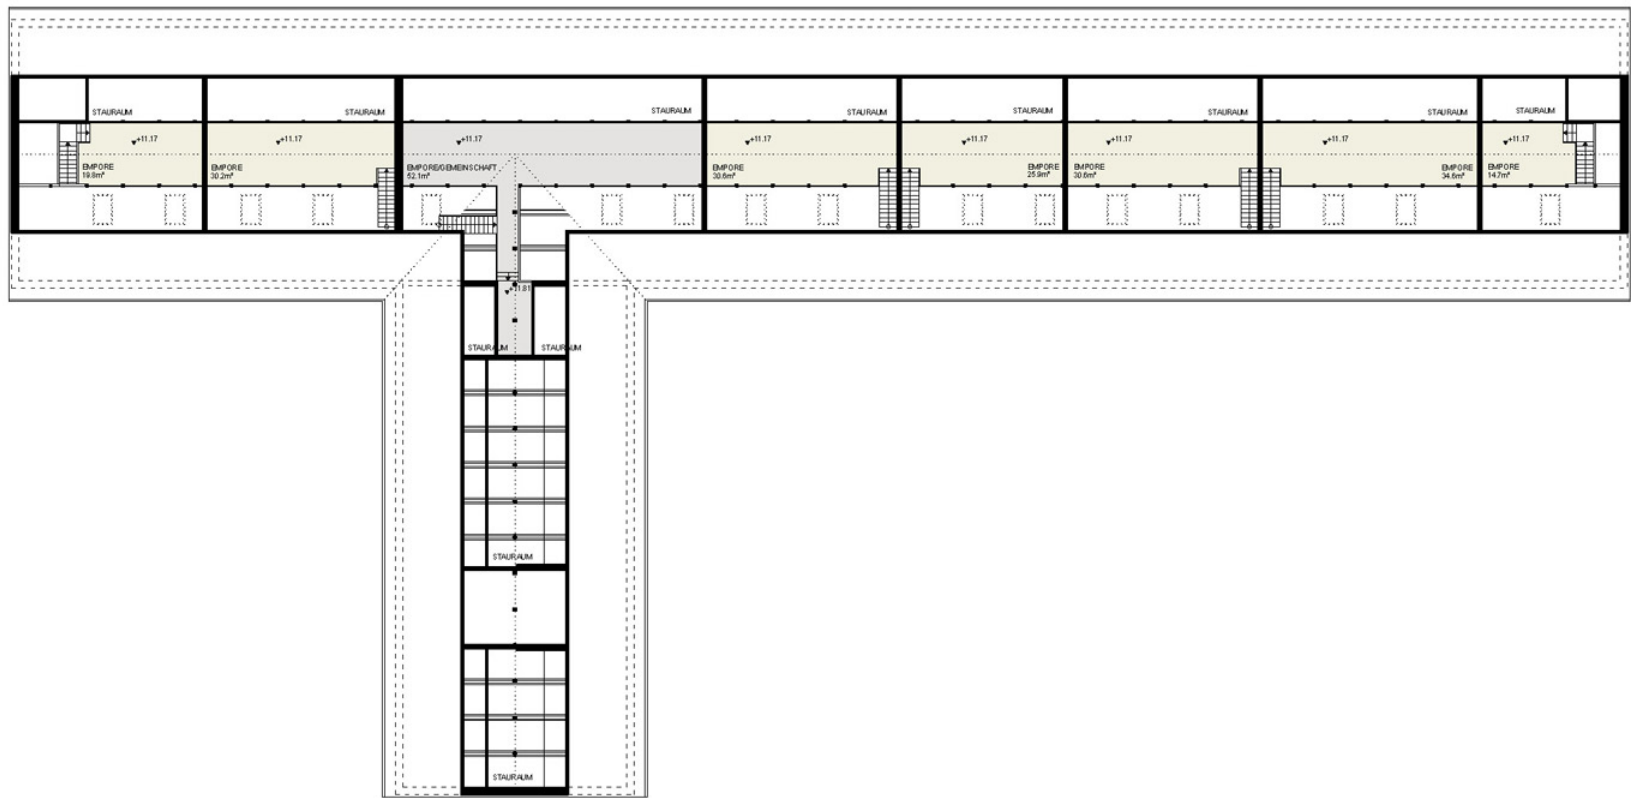 STAURAUM
STAURAUM
STAURAUM
STAURAUM
STAURAUM
STAURAUM
STAURAUM
STAURAUM
+11.17
+11.17
+11.17
+11.17
+11.17
+11.17
+11.17
+11.17
EMPORE
19.8m²
EMPORE
30.2m²
EMPORE/GEMEINSCHAFT
52.1m²
EMPORE
30.6m²
EMPORE
25.9m²
EMPORE
30.6m²
EMPORE
34.6m²
EMPORE
14.7m²
+11.81
STAURAUM
STAURAUM
STAURAUM
STAURAUM